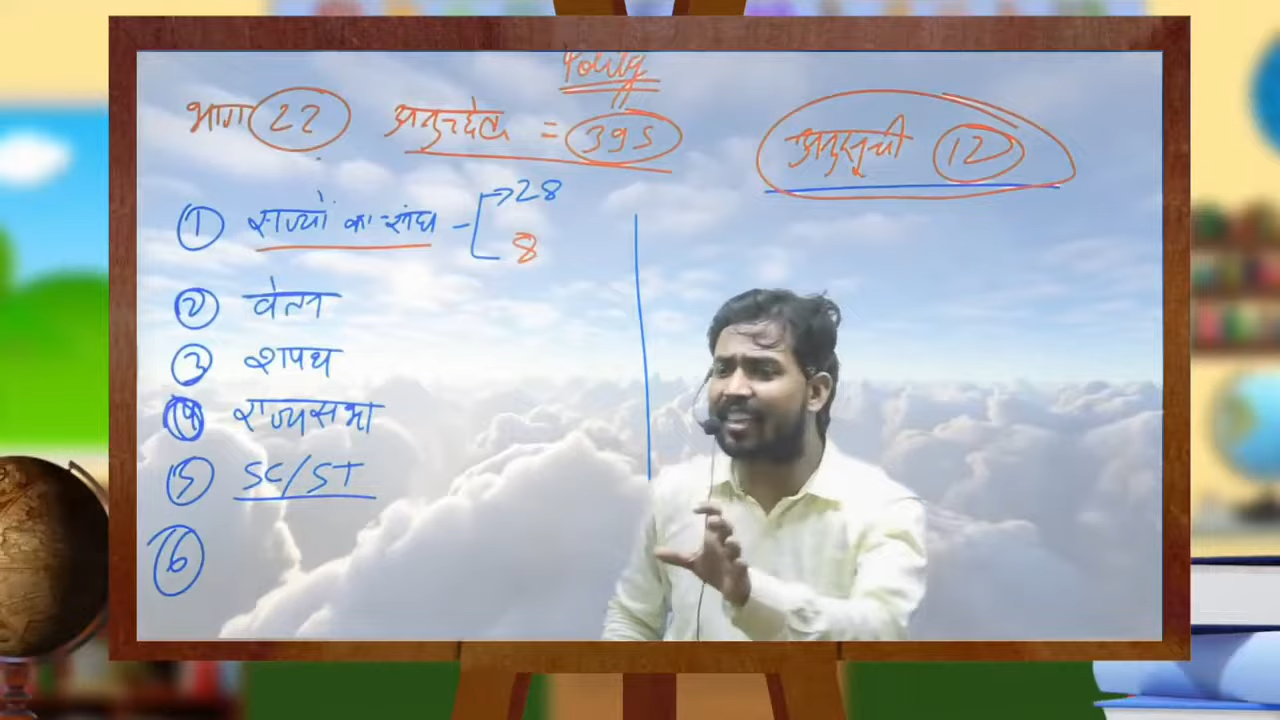 Polity
भाग 22 अनुच्छेद = 395 अनुसूची 12
1 राज्यों का संघ - 28
8
2 वेतन
3 शपथ
4 राज्यसभा
5 SC/ST
6